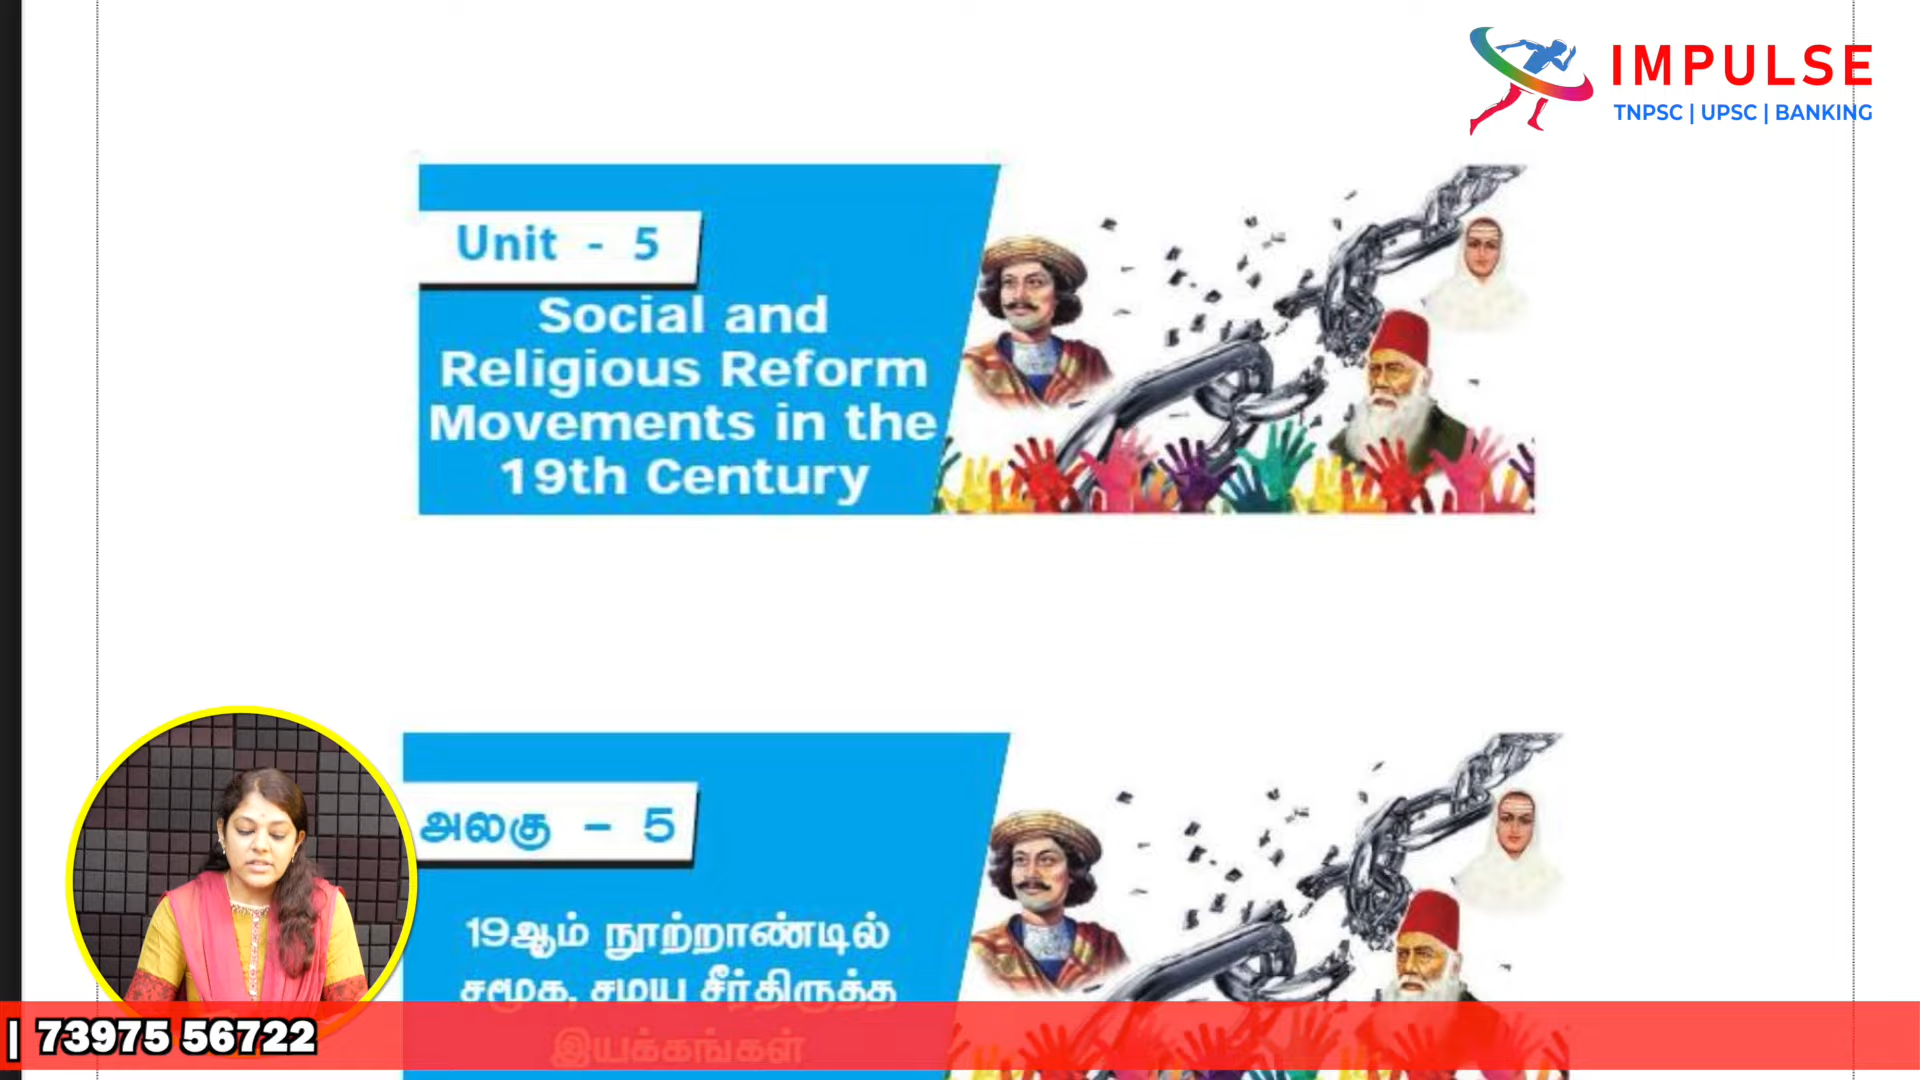 IMPULSE
TNPSC | UPSC | BANKING
Unit - 5
Social and
Religious Reform
Movements in the
19th Century
அலகு - 5
19ஆம் நூற்றாண்டில்
சமூக, சமய சீர்திருத்த
இயக்கங்கள்
| 73975 56722